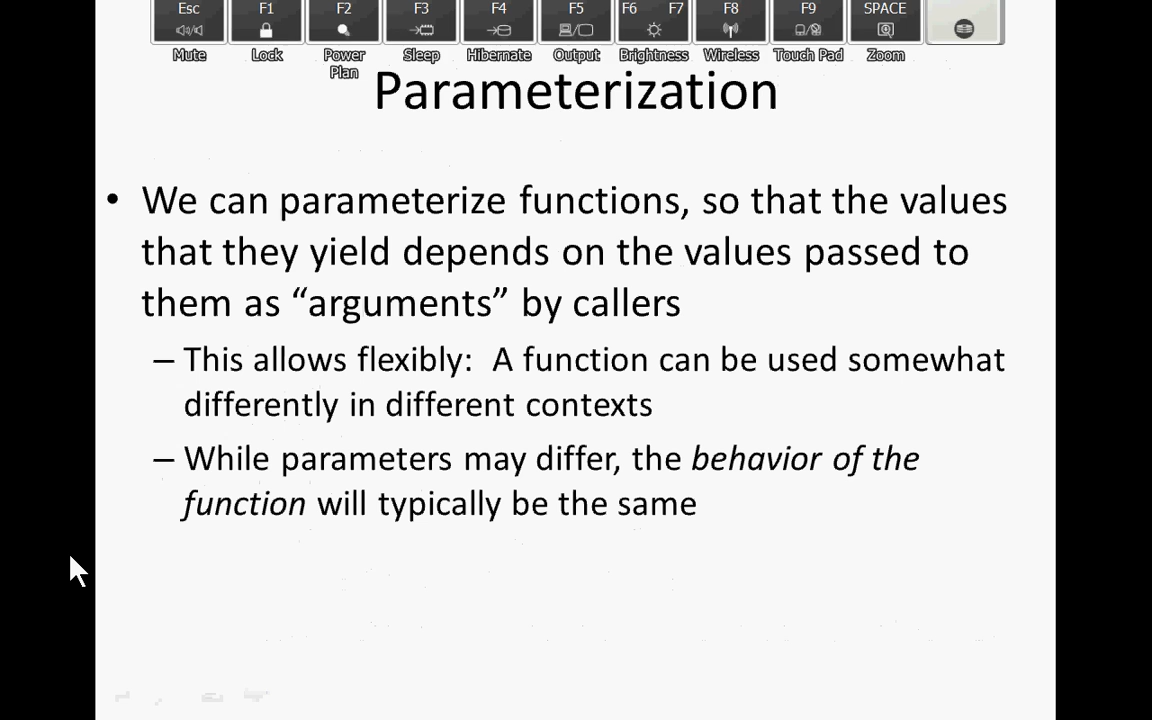 Esc F1 F2 F3 F4 F5 F6 F7 F8 F9 SPACE
Mute Lock Power Plan Sleep Hibernate Output Brightness Wireless Touch Pad Zoom
Parameterization
• We can parameterize functions, so that the values
that they yield depends on the values passed to
them as “arguments” by callers
– This allows flexibly:  A function can be used somewhat
differently in different contexts
– While parameters may differ, the behavior of the
function will typically be the same